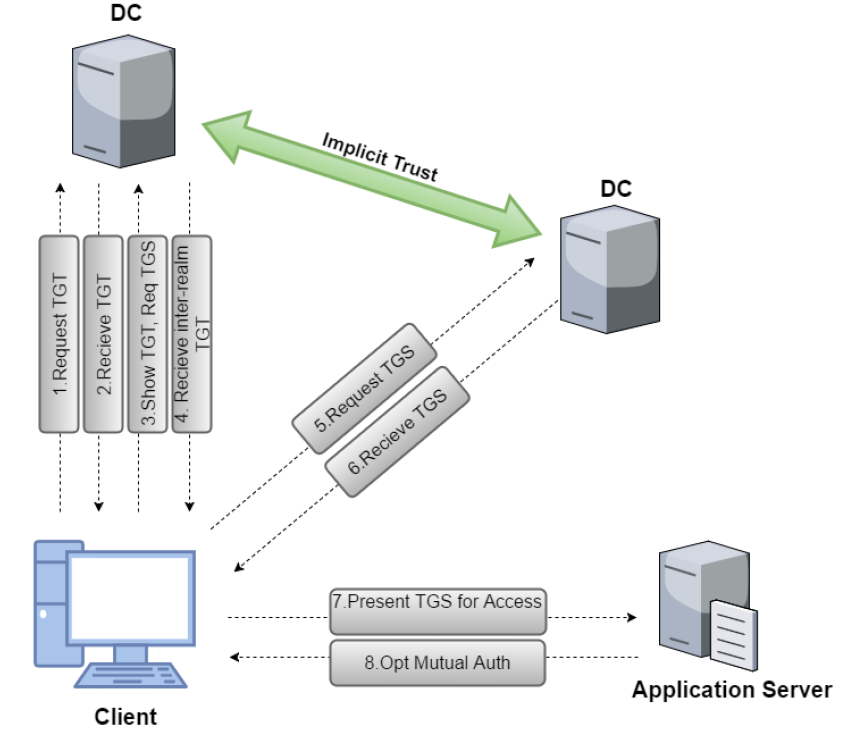 DC
Implicit Trust
DC
1.Request TGT
2.Recieve TGT
3.Show TGT, Req TGS
4. Recieve inter-realm
TGT
5.Request TGS
6.Recieve TGS
7.Present TGS for Access
8.Opt Mutual Auth
Application Server
Client